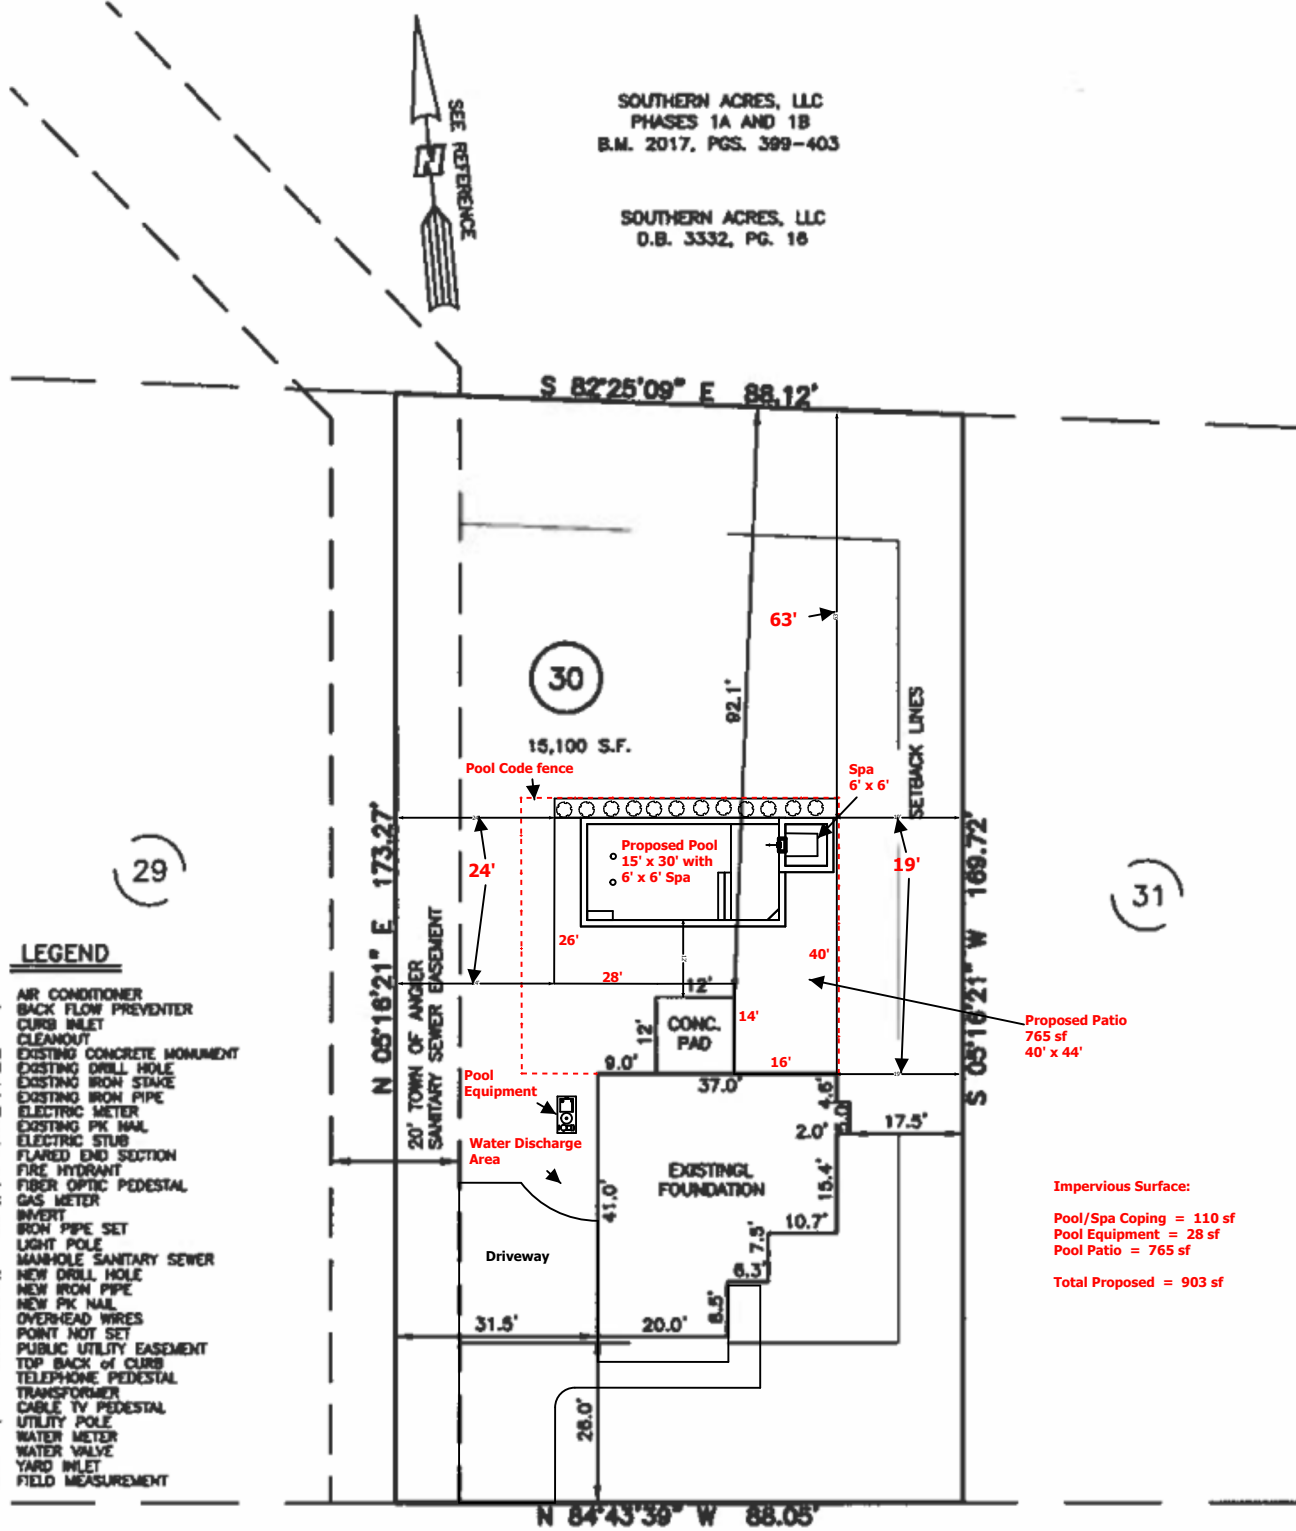 SEE REFERENCE
N
SOUTHERN ACRES, LLC
PHASES 1A AND 1B
B.M. 2017, PGS. 399-403
SOUTHERN ACRES, LLC
D.B. 3332, PG. 16
S 82°25'09" E 88.12'
63'
30
92.1'
15,100 S.F.
SETBACK LINES
Pool Code fence
Spa
6' x 6'
N 05°16'21" E 173.27'
S 05°16'21" W 169.72'
29
31
24'
19'
Proposed Pool
15' x 30' with
6' x 6' Spa
26'
40'
28'
12'
14'
12'
CONC.
PAD
16'
9.0'
37.0'
20' TOWN OF ANGIER
SANITARY SEWER EASEMENT
Proposed Patio
765 sf
40' x 44'
Pool
Equipment
4.6'
5.0'
2.0'
17.5'
Water Discharge
Area
EXISTINGL
FOUNDATION
41.0'
15.4'
10.7'
7.5'
6.3'
6.5'
Driveway
31.5'
20.0'
26.0'
N 84°43'39" W 88.05'
Impervious Surface:
Pool/Spa Coping = 110 sf
Pool Equipment = 28 sf
Pool Patio = 765 sf
Total Proposed = 903 sf
LEGEND
AIR CONDITIONER
BACK FLOW PREVENTER
CURB INLET
CLEANOUT
EXISTING CONCRETE MONUMENT
EXISTING DRILL HOLE
EXISTING IRON STAKE
EXISTING IRON PIPE
ELECTRIC METER
EXISTING PK NAIL
ELECTRIC STUB
FLARED END SECTION
FIRE HYDRANT
FIBER OPTIC PEDESTAL
GAS METER
INVERT
IRON PIPE SET
LIGHT POLE
MANHOLE SANITARY SEWER
NEW DRILL HOLE
NEW IRON PIPE
NEW PK NAIL
OVERHEAD WIRES
POINT NOT SET
PUBLIC UTILITY EASEMENT
TOP BACK of CURB
TELEPHONE PEDESTAL
TRANSFORMER
CABLE TV PEDESTAL
UTILITY POLE
WATER METER
WATER VALVE
YARD INLET
FIELD MEASUREMENT